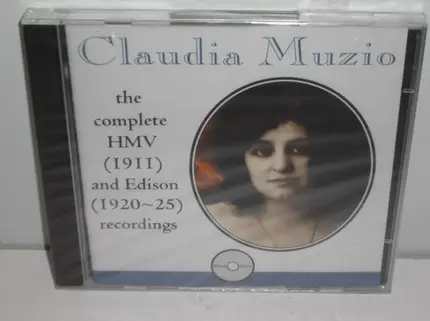 Claudia Muzio
the
complete
HMV
(1911)
and Edison
(1920~25)
recordings